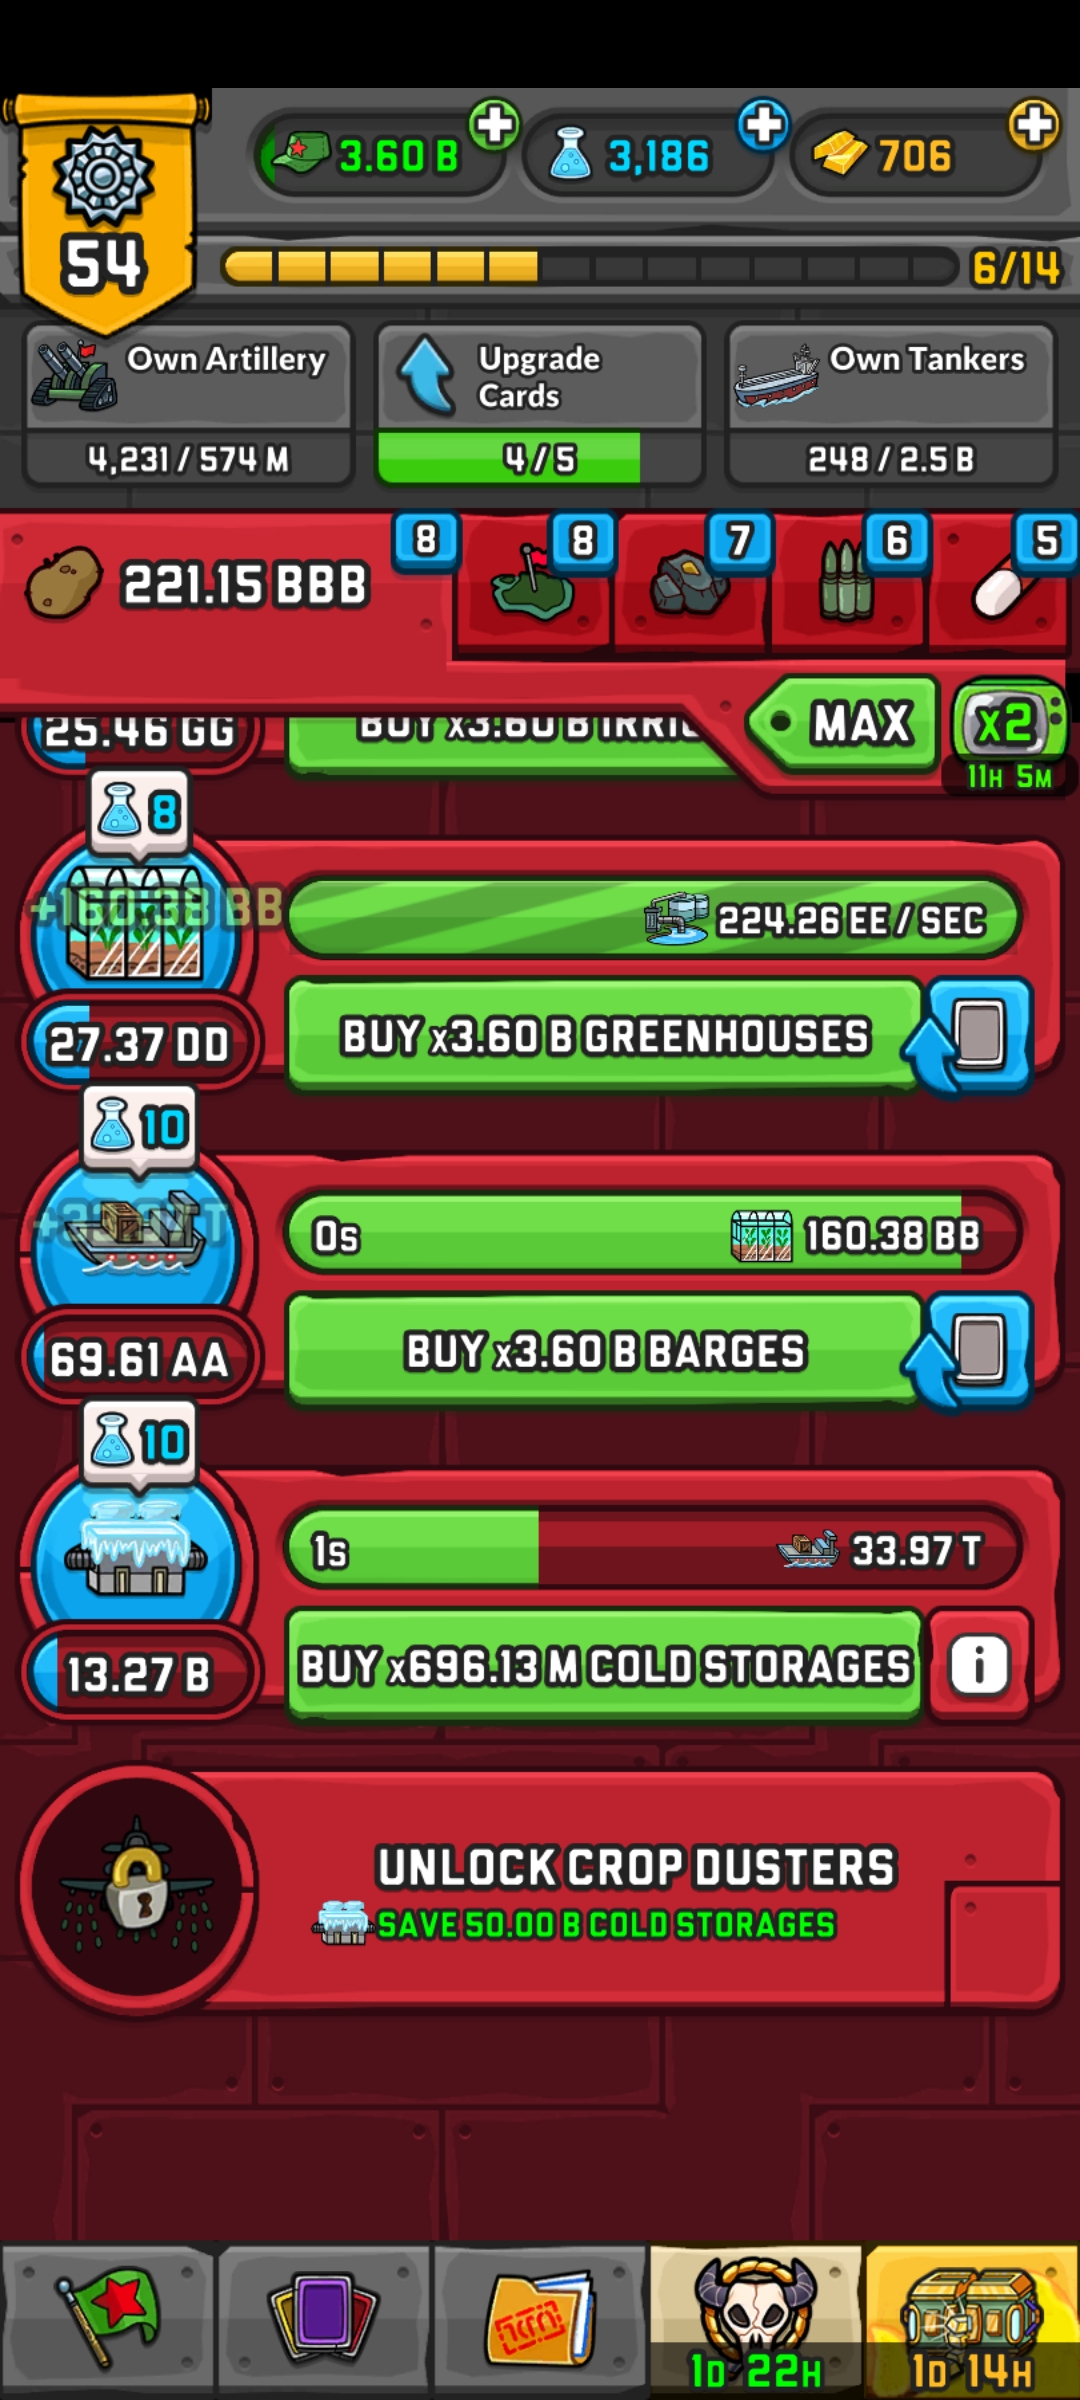 3.60 B
3,186
706
54
6/14
Own Artillery
4,231 / 574 M
Upgrade
Cards
4 / 5
Own Tankers
248 / 2.5 B
221.15 BBB
8
8
7
6
5
MAX
x2
11H 5M
25.46 GG
BUY x3.60 B
8
+160.38 BB
224.26 EE / SEC
27.37 DD
BUY x3.60 B GREENHOUSES
10
0s
160.38 BB
69.61 AA
BUY x3.60 B BARGES
10
1s
33.97 T
13.27 B
BUY x696.13 M COLD STORAGES
i
UNLOCK CROP DUSTERS
SAVE 50.00 B COLD STORAGES
1D 22H
1D 14H